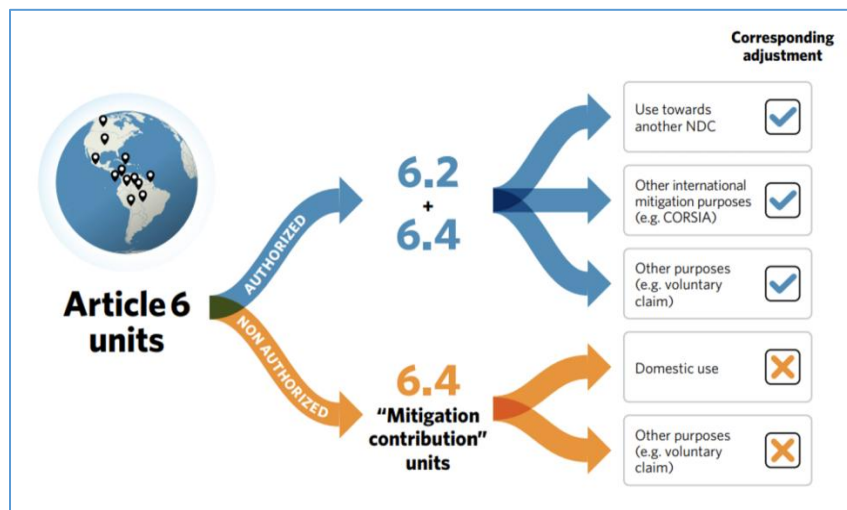 Corresponding
adjustment
Article 6
units
AUTHORIZED
NON AUTHORIZED
6.2
+
6.4
6.4
"Mitigation
contribution"
units
Use towards
another NDC
Other international
mitigation purposes
(e.g. CORSIA)
Other purposes
(e.g. voluntary
claim)
Domestic use
Other purposes
(e.g. voluntary
claim)